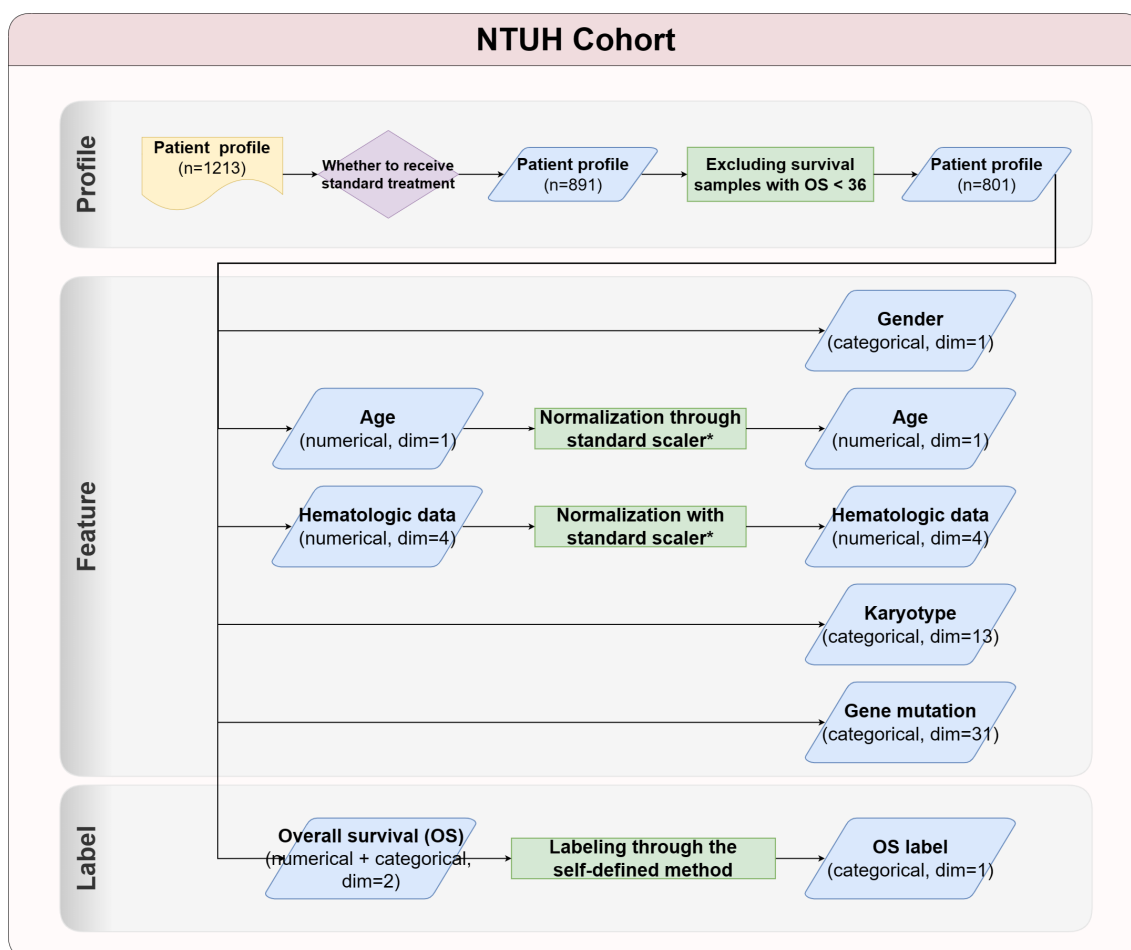 NTUH Cohort
Profile
Patient profile
(n=1213)
Whether to receive
standard treatment
Patient profile
(n=891)
Excluding survival
samples with OS < 36
Patient profile
(n=801)
Feature
Gender
(categorical, dim=1)
Age
(numerical, dim=1)
Normalization through
standard scaler*
Age
(numerical, dim=1)
Hematologic data
(numerical, dim=4)
Normalization with
standard scaler*
Hematologic data
(numerical, dim=4)
Karyotype
(categorical, dim=13)
Gene mutation
(categorical, dim=31)
Label
Overall survival (OS)
(numerical + categorical,
dim=2)
Labeling through the
self-defined method
OS label
(categorical, dim=1)